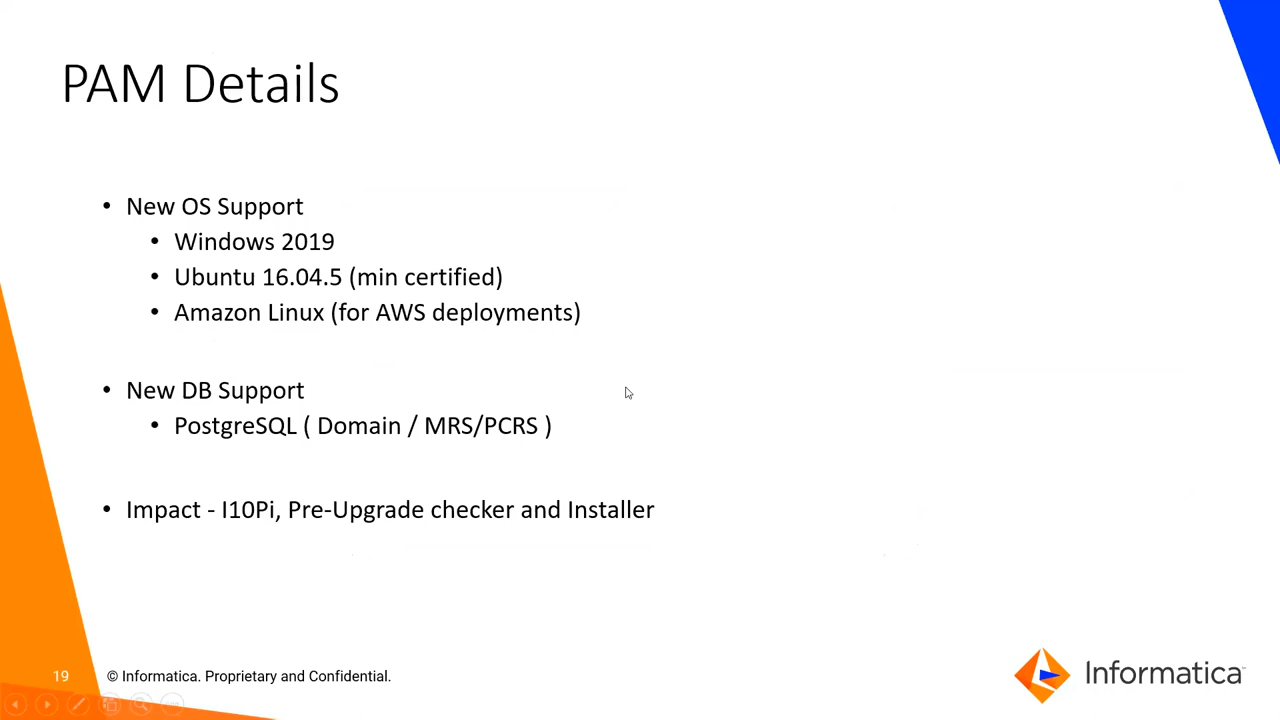 PAM Details
• New OS Support
• Windows 2019
• Ubuntu 16.04.5 (min certified)
• Amazon Linux (for AWS deployments)
• New DB Support
• PostgreSQL ( Domain / MRS/PCRS )
• Impact - I10Pi, Pre-Upgrade checker and Installer
19 © Informatica. Proprietary and Confidential.
Informatica